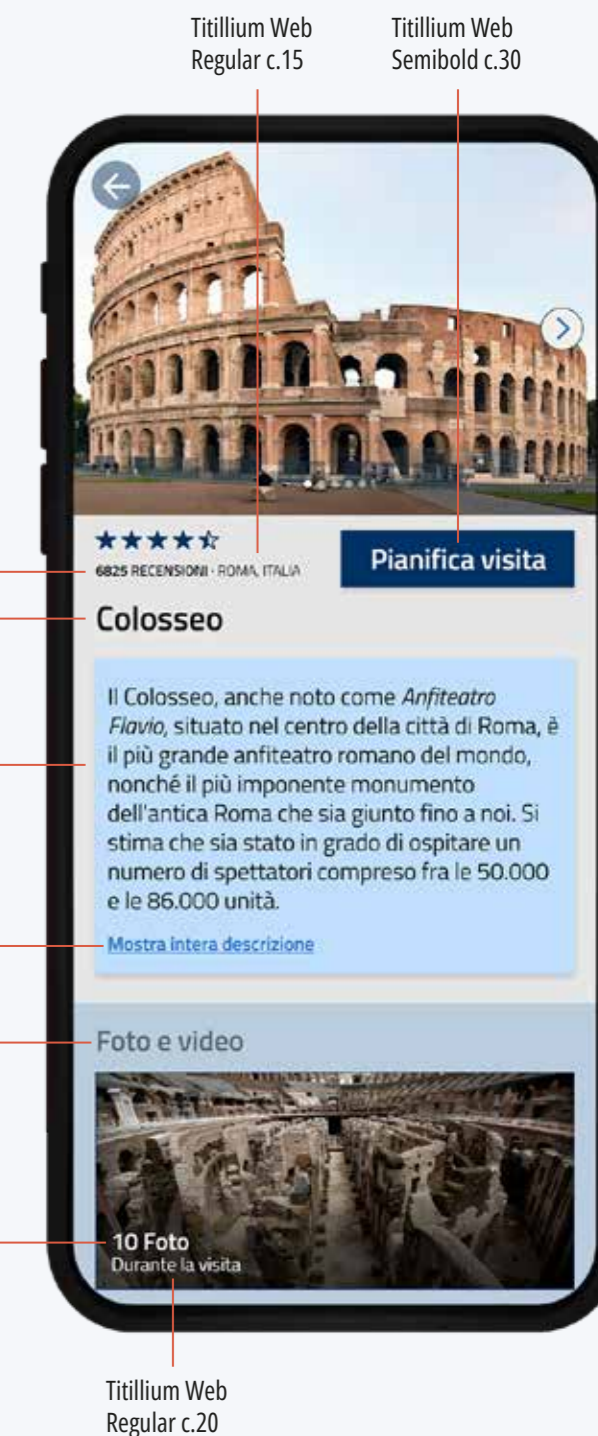 Titillium Web
Regular c.15
Titillium Web
Semibold c.30
6825 RECENSIONI · ROMA, ITALIA
Pianifica visita
Colosseo
Il Colosseo, anche noto come Anfiteatro
Flavio, situato nel centro della città di Roma, è
il più grande anfiteatro romano del mondo,
nonché il più imponente monumento
dell'antica Roma che sia giunto fino a noi. Si
stima che sia stato in grado di ospitare un
numero di spettatori compreso fra le 50.000
e le 86.000 unità.
Mostra intera descrizione
Foto e video
10 Foto
Durante la visita
Titillium Web
Regular c.20